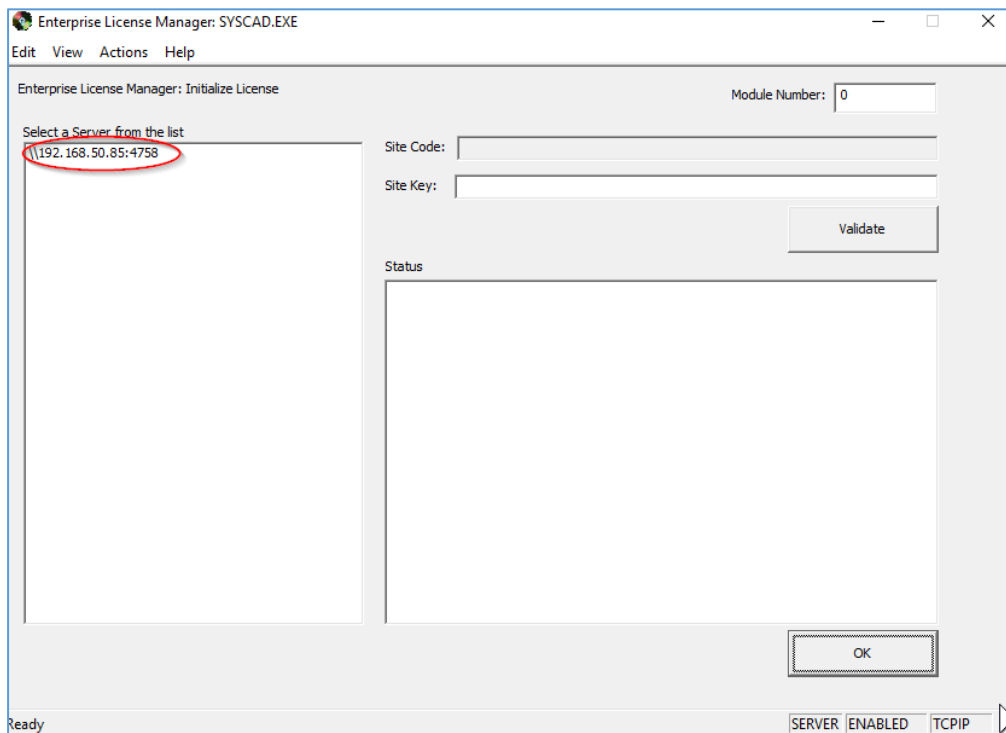 Enterprise License Manager: SYSCAD.EXE
Edit View Actions Help
Enterprise License Manager: Initialize License
Module Number: 0
Select a Server from the list
\\192.168.50.85:4758
Site Code:
Site Key:
Validate
Status
OK
Ready
SERVER ENABLED TCPIP